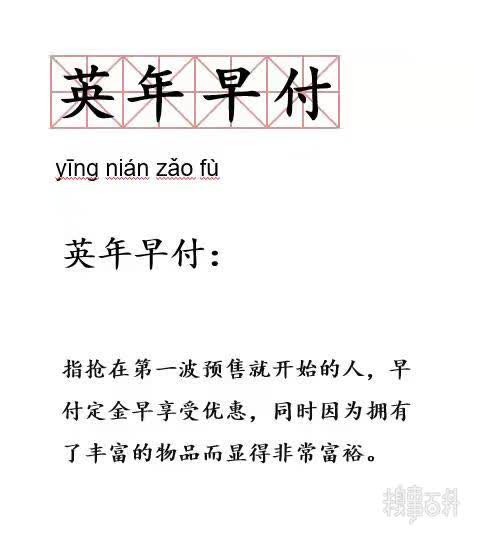 英年早付
yīng nián zǎo fù
英年早付：
指抢在第一波预售就开始的人，早
付定金早享受优惠，同时因为拥有
了丰富的物品而显得非常富裕。
糗事百科